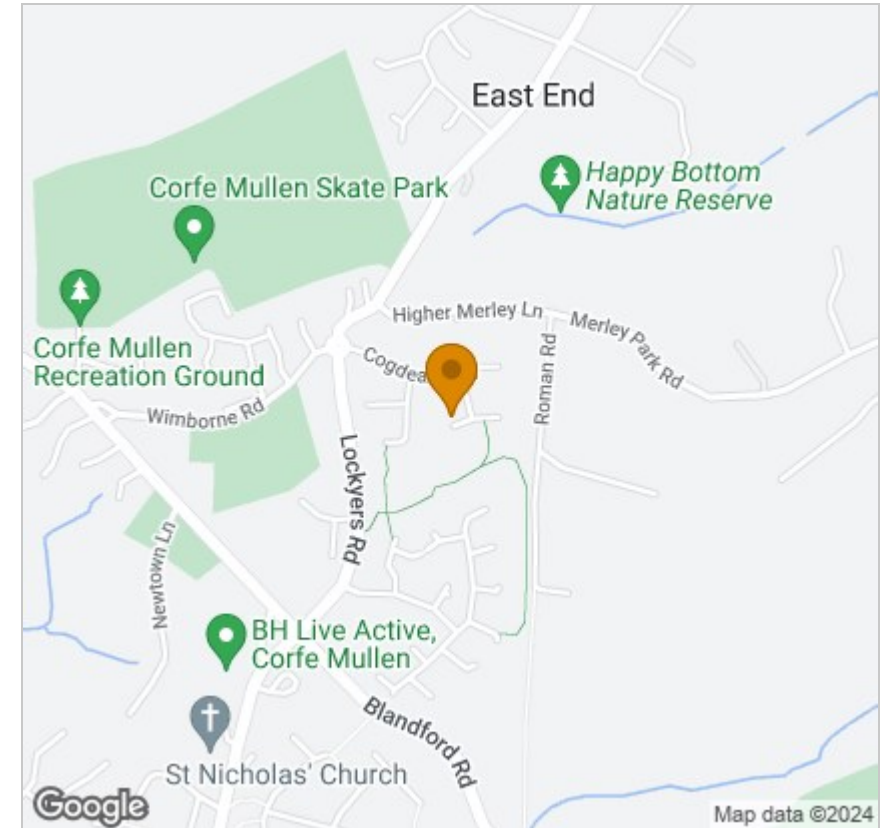 East End
Happy Bottom
Nature Reserve
Corfe Mullen Skate Park
Higher Merley Ln
Merley Park Rd
Corfe Mullen
Recreation Ground
Cogdea
Roman Rd
Wimborne Rd
Lockyers Rd
Newtown Ln
BH Live Active,
Corfe Mullen
Blandford Rd
St Nicholas' Church
Google
Map data ©2024